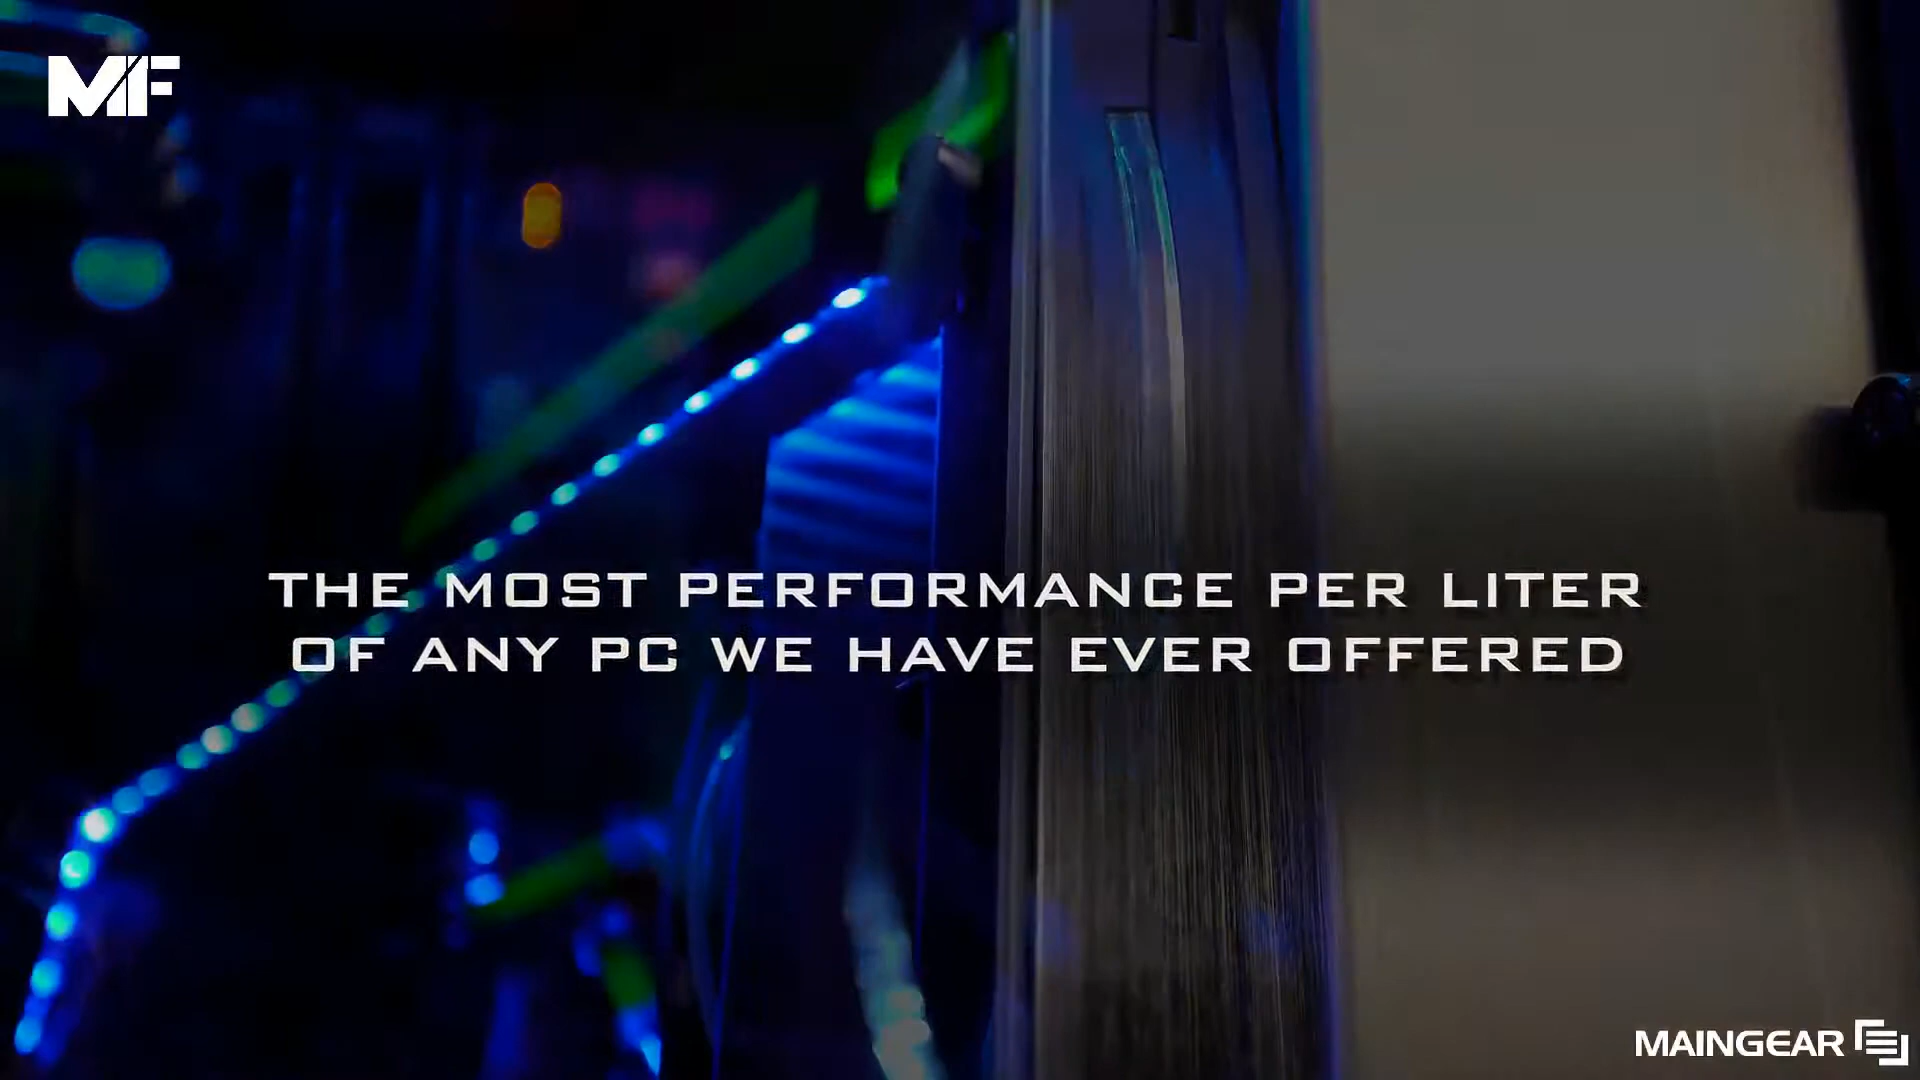 MF
THE MOST PERFORMANCE PER LITER
OF ANY PC WE HAVE EVER OFFERED
MAINGEAR